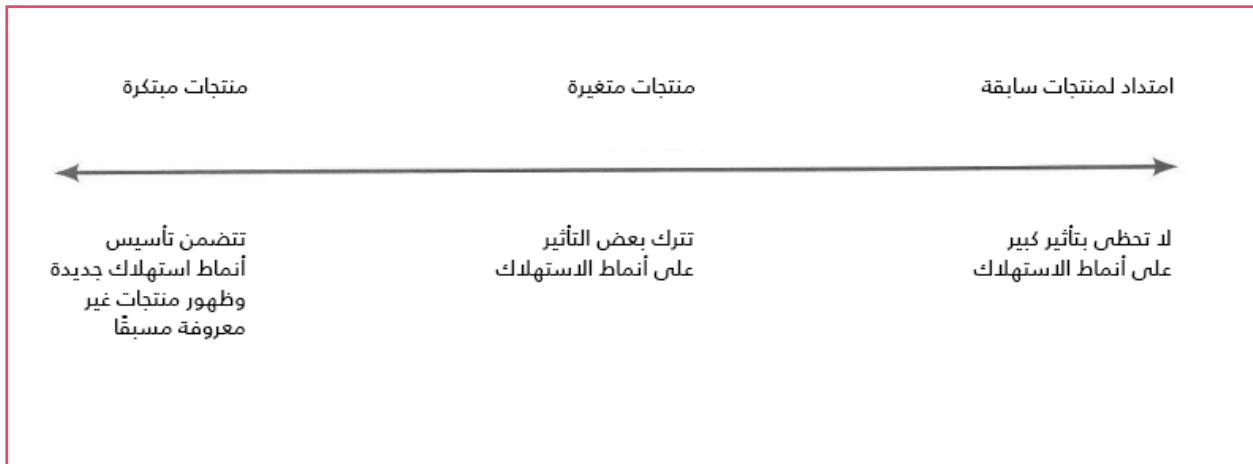 امتداد لمنتجات سابقة
منتجات متغيرة
منتجات مبتكرة
لا تحظى بتأثير كبير
على أنماط الاستهلاك
تترك بعض التأثير
على أنماط الاستهلاك
تتضمن تأسيس
أنماط استهلاك جديدة
وظهور منتجات غير
معروفة مسبقًا